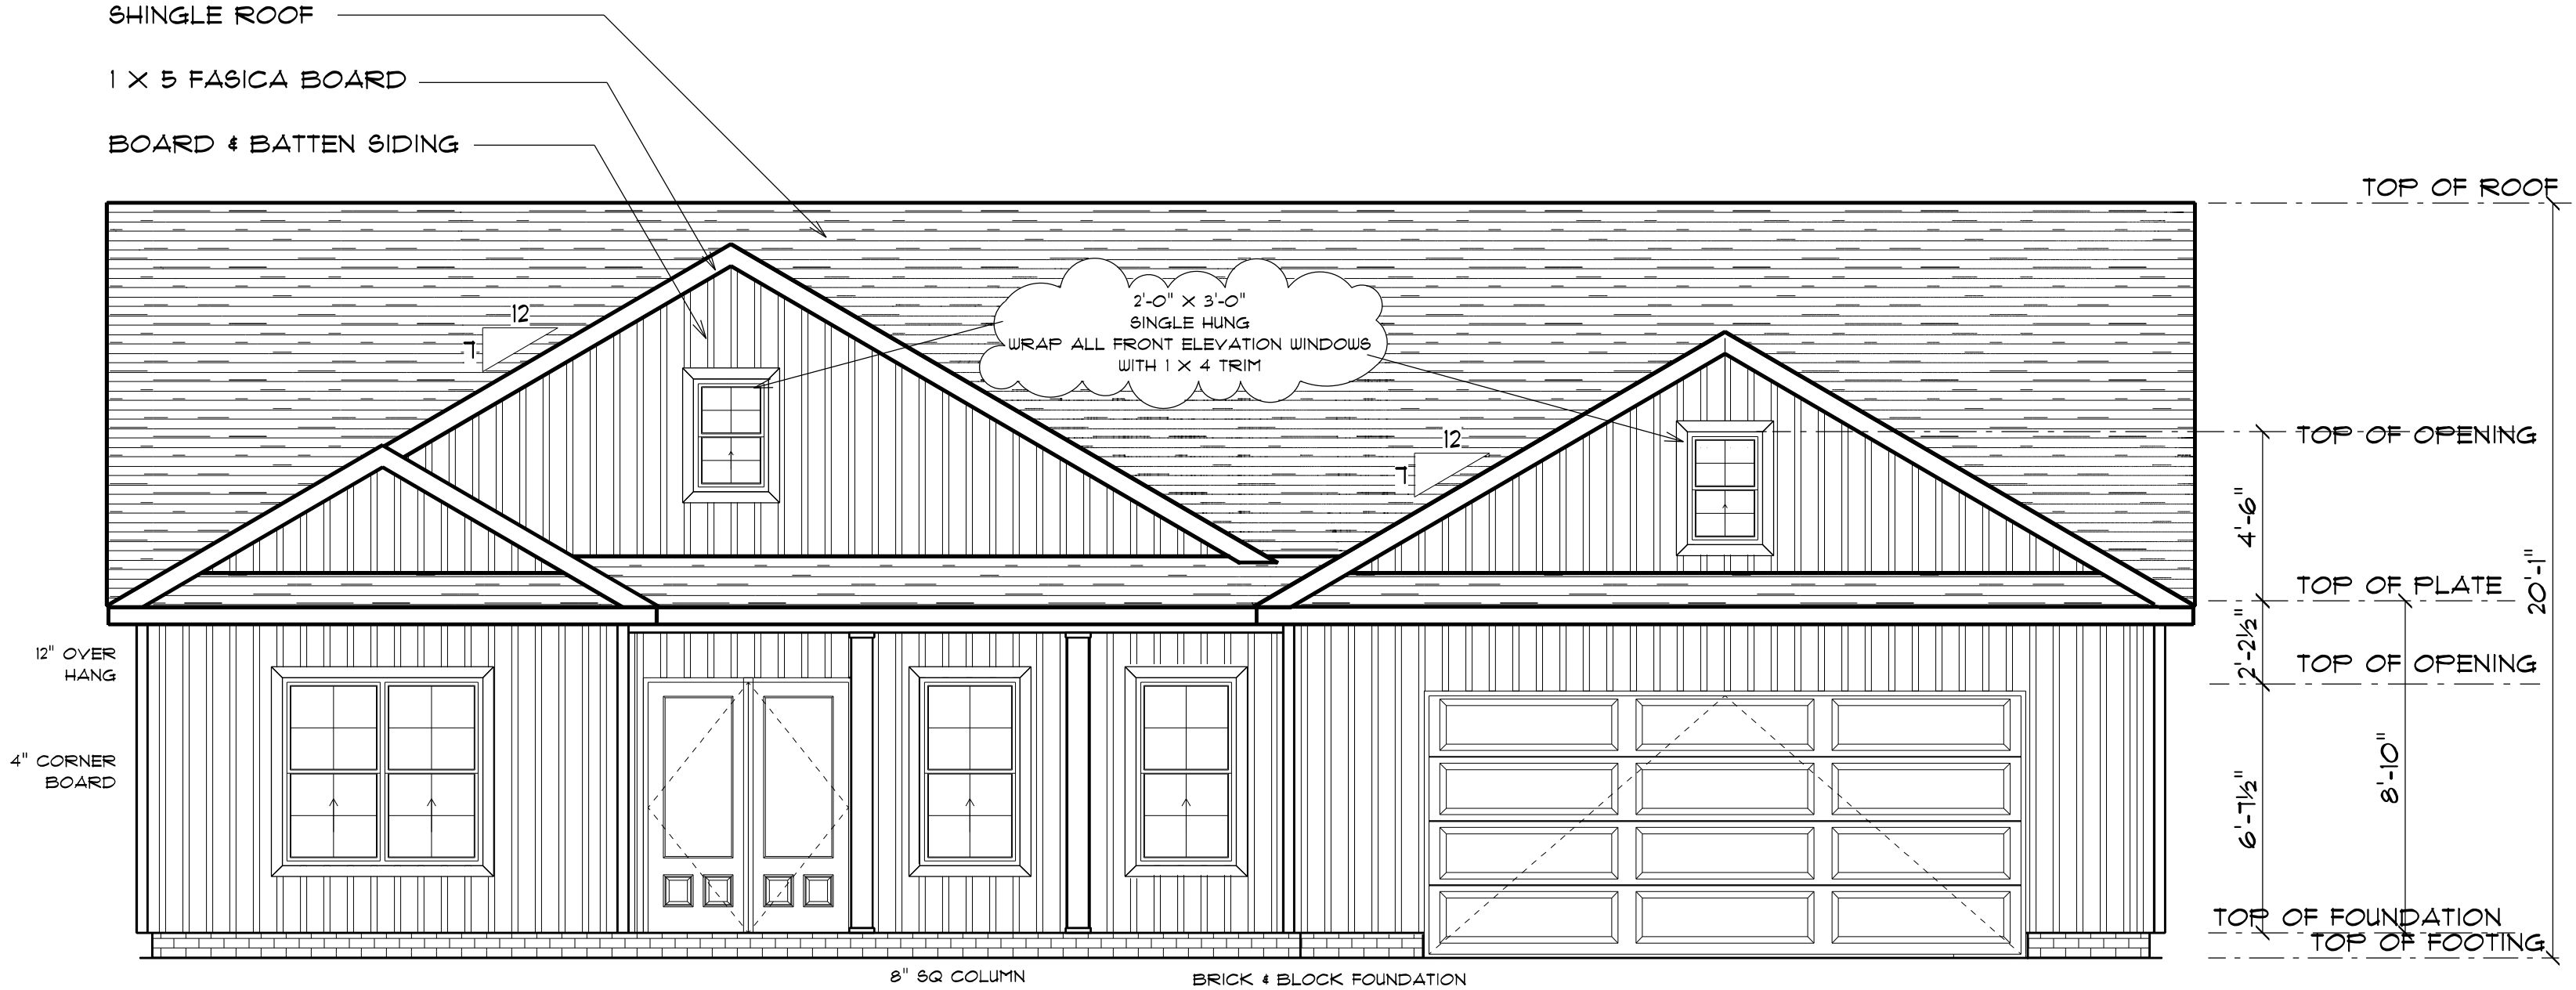 SHINGLE ROOF
1 X 5 FASICA BOARD
BOARD & BATTEN SIDING
TOP OF ROOF
2'-0" X 3'-0"
SINGLE HUNG
WRAP ALL FRONT ELEVATION WINDOWS
WITH 1 X 4 TRIM
12
7
12
7
TOP OF OPENING
4'-6"
20'-1"
TOP OF PLATE
2'-2½"
TOP OF OPENING
12" OVER
HANG
4" CORNER
BOARD
8'-10"
6'-7½"
TOP OF FOUNDATION
TOP OF FOOTING
8" SQ COLUMN
BRICK & BLOCK FOUNDATION